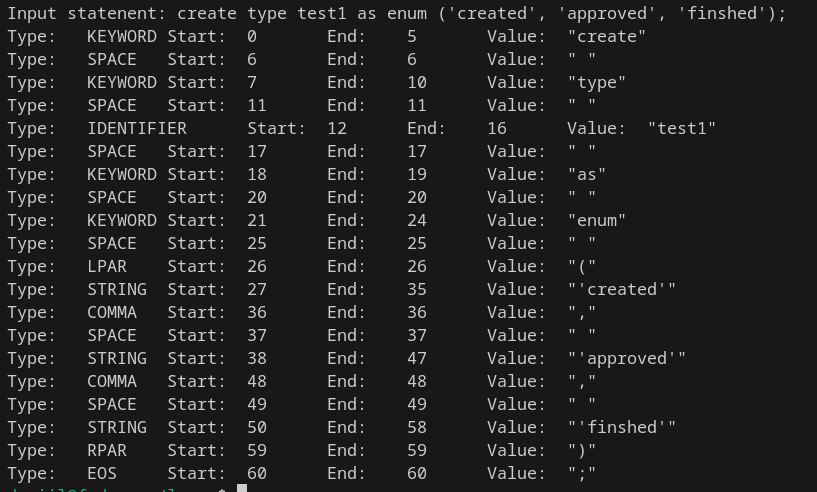 Input statenent: create type test1 as enum ('created', 'approved', 'finshed');
Type: KEYWORD Start: 0 End: 5 Value: "create"
Type: SPACE Start: 6 End: 6 Value: " "
Type: KEYWORD Start: 7 End: 10 Value: "type"
Type: SPACE Start: 11 End: 11 Value: " "
Type: IDENTIFIER Start: 12 End: 16 Value: "test1"
Type: SPACE Start: 17 End: 17 Value: " "
Type: KEYWORD Start: 18 End: 19 Value: "as"
Type: SPACE Start: 20 End: 20 Value: " "
Type: KEYWORD Start: 21 End: 24 Value: "enum"
Type: SPACE Start: 25 End: 25 Value: " "
Type: LPAR Start: 26 End: 26 Value: "("
Type: STRING Start: 27 End: 35 Value: "'created'"
Type: COMMA Start: 36 End: 36 Value: ","
Type: SPACE Start: 37 End: 37 Value: " "
Type: STRING Start: 38 End: 47 Value: "'approved'"
Type: COMMA Start: 48 End: 48 Value: ","
Type: SPACE Start: 49 End: 49 Value: " "
Type: STRING Start: 50 End: 58 Value: "'finshed'"
Type: RPAR Start: 59 End: 59 Value: ")"
Type: EOS Start: 60 End: 60 Value: ";"